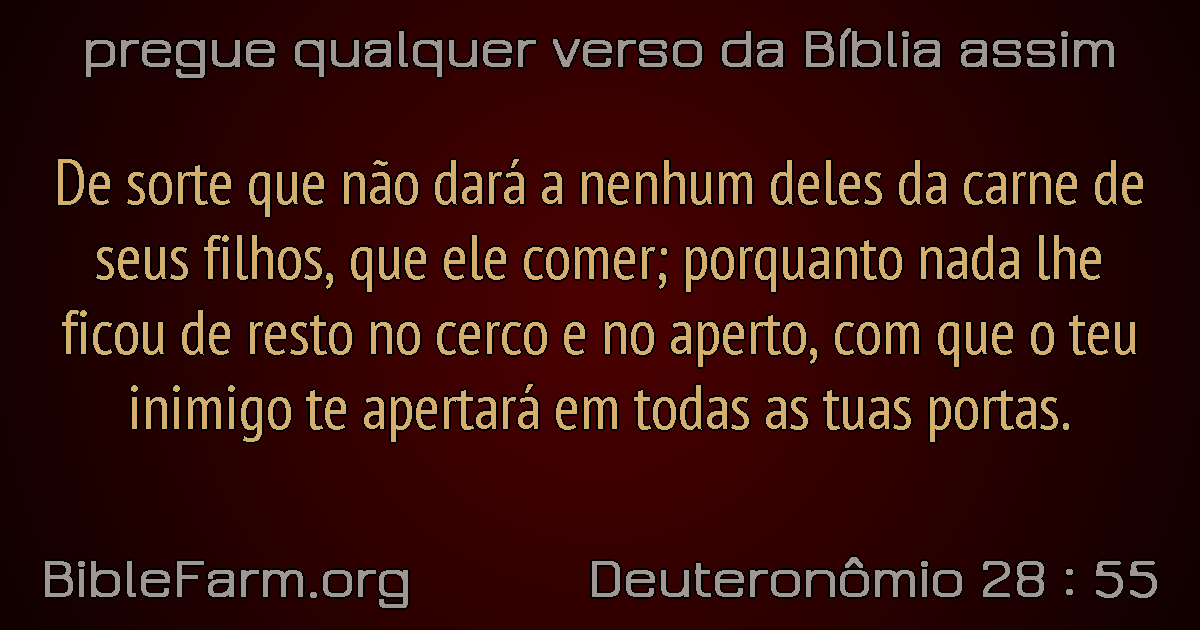 pregue qualquer verso da Bíblia assim
De sorte que não dará a nenhum deles da carne de
seus filhos, que ele comer; porquanto nada lhe
ficou de resto no cerco e no aperto, com que o teu
inimigo te apertará em todas as tuas portas.
BibleFarm.org
Deuteronômio 28 : 55